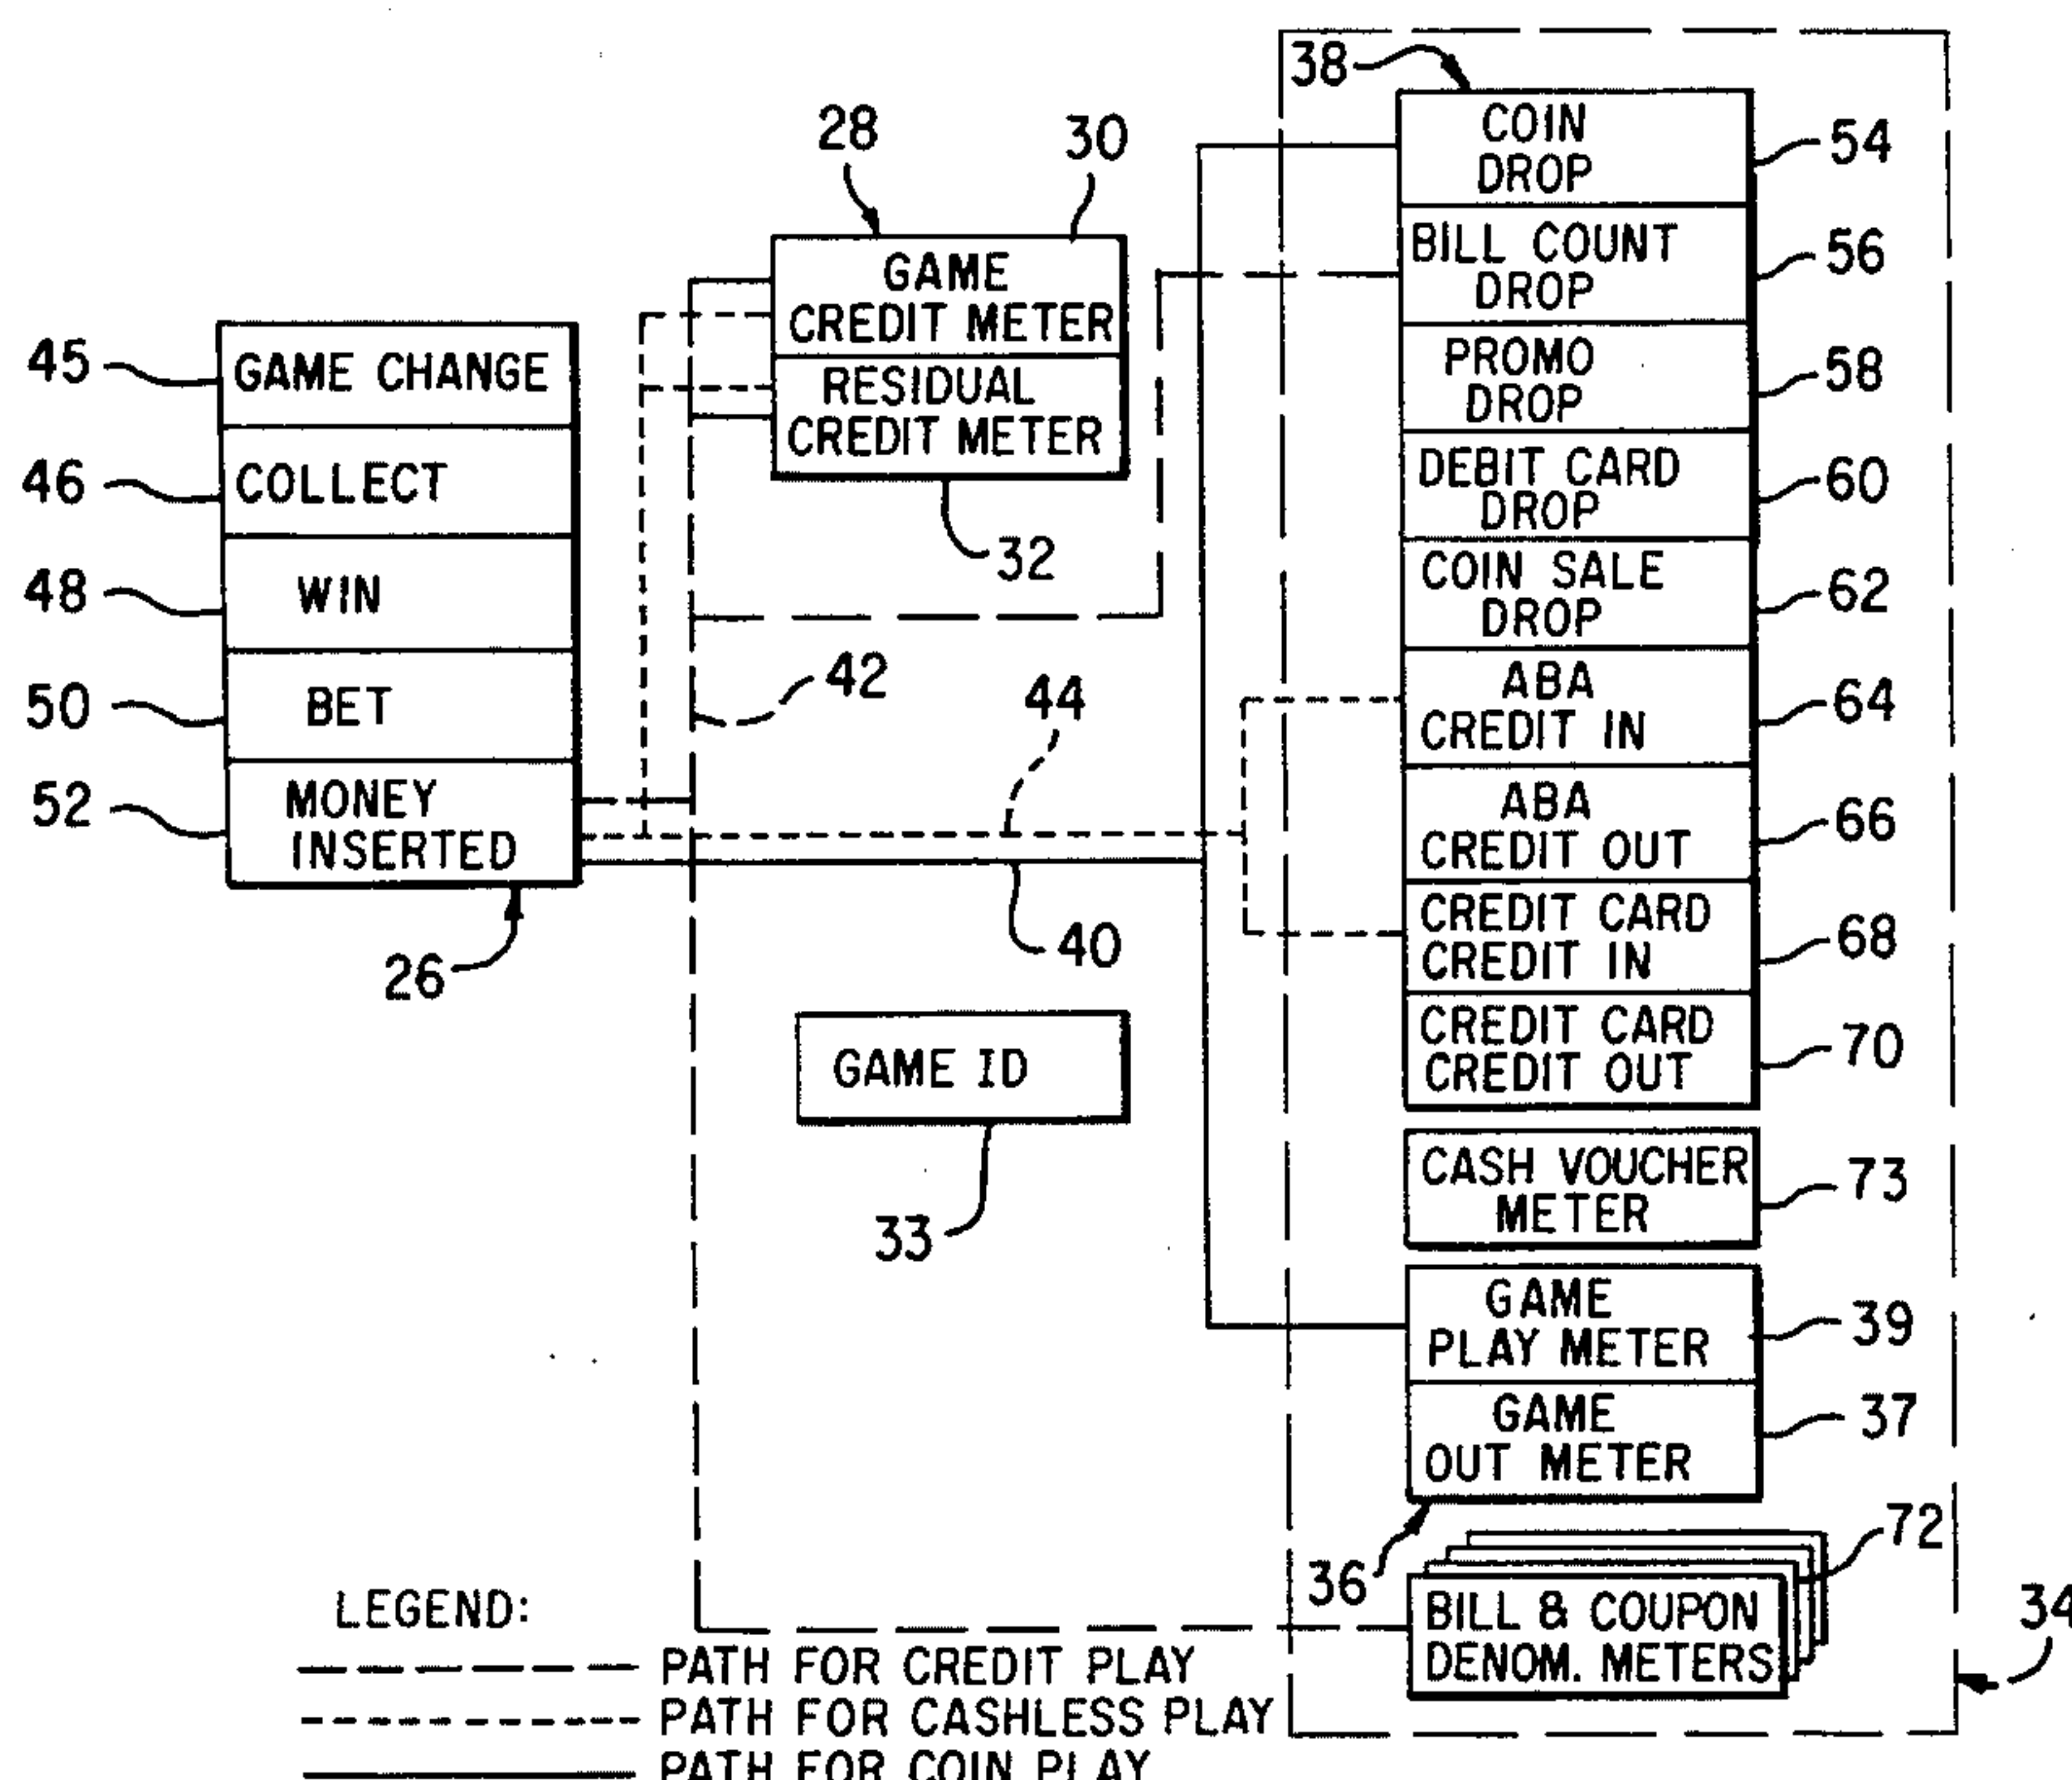 38
COIN
DROP
54
28
30
BILL COUNT
DROP
56
GAME
CREDIT METER
PROMO
DROP
58
45
GAME CHANGE
RESIDUAL
CREDIT METER
DEBIT CARD
DROP
60
46
COLLECT
32
COIN SALE
DROP
62
48
WIN
42
44
ABA
CREDIT IN
64
50
BET
52
MONEY
INSERTED
ABA
CREDIT OUT
66
26
40
CREDIT CARD
CREDIT IN
68
GAME ID
33
CREDIT CARD
CREDIT OUT
70
CASH VOUCHER
METER
73
GAME
PLAY METER
39
GAME
OUT METER
37
36
72
BILL & COUPON
DENOM. METERS
34
LEGEND:
PATH FOR CREDIT PLAY
PATH FOR CASHLESS PLAY
PATH FOR COIN PLAY